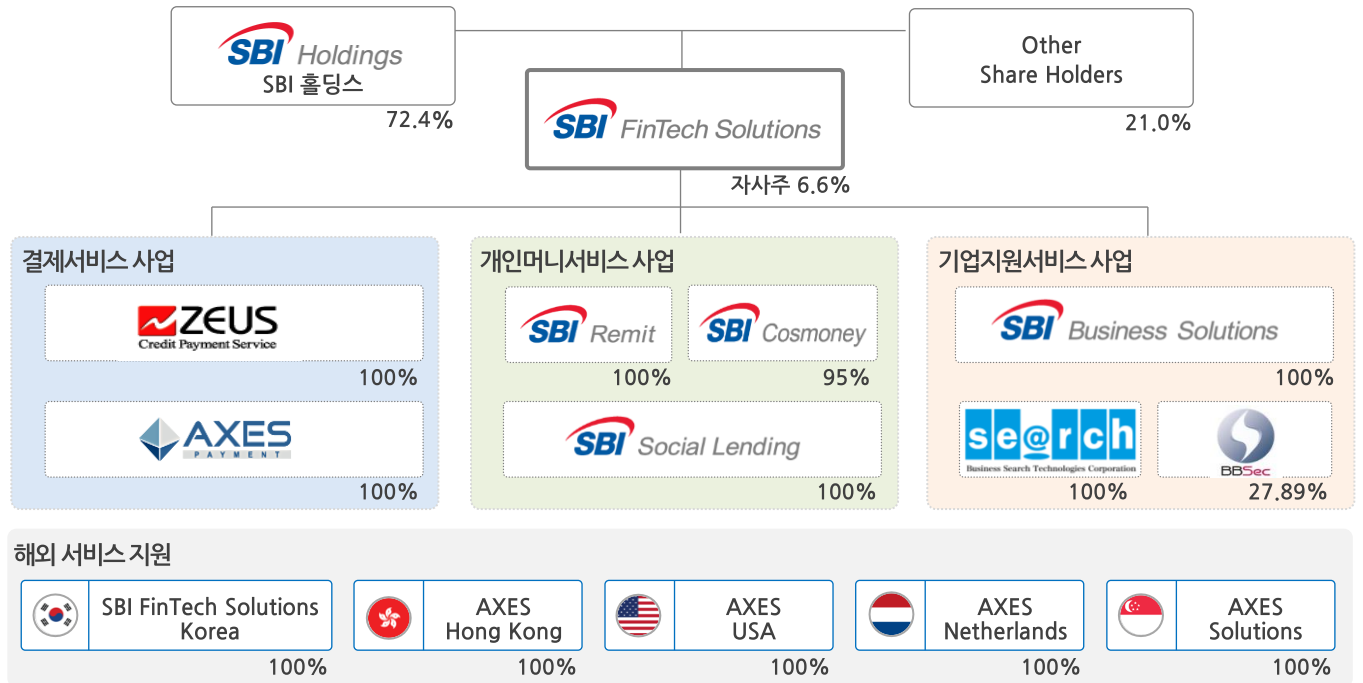 SBI Holdings
SBI 홀딩스
72.4%
Other
Share Holders
21.0%
SBI FinTech Solutions
자사주 6.6%
결제서비스 사업
ZEUS
Credit Payment Service
100%
AXES
PAYMENT
100%
개인머니서비스 사업
SBI Remit
100%
SBI Cosmoney
95%
SBI Social Lending
100%
기업지원서비스 사업
SBI Business Solutions
100%
se@rch
Business Search Technologies Corporation
100%
BBSec
27.89%
해외 서비스 지원
SBI FinTech Solutions
Korea
100%
AXES
Hong Kong
100%
AXES
USA
100%
AXES
Netherlands
100%
AXES
Solutions
100%